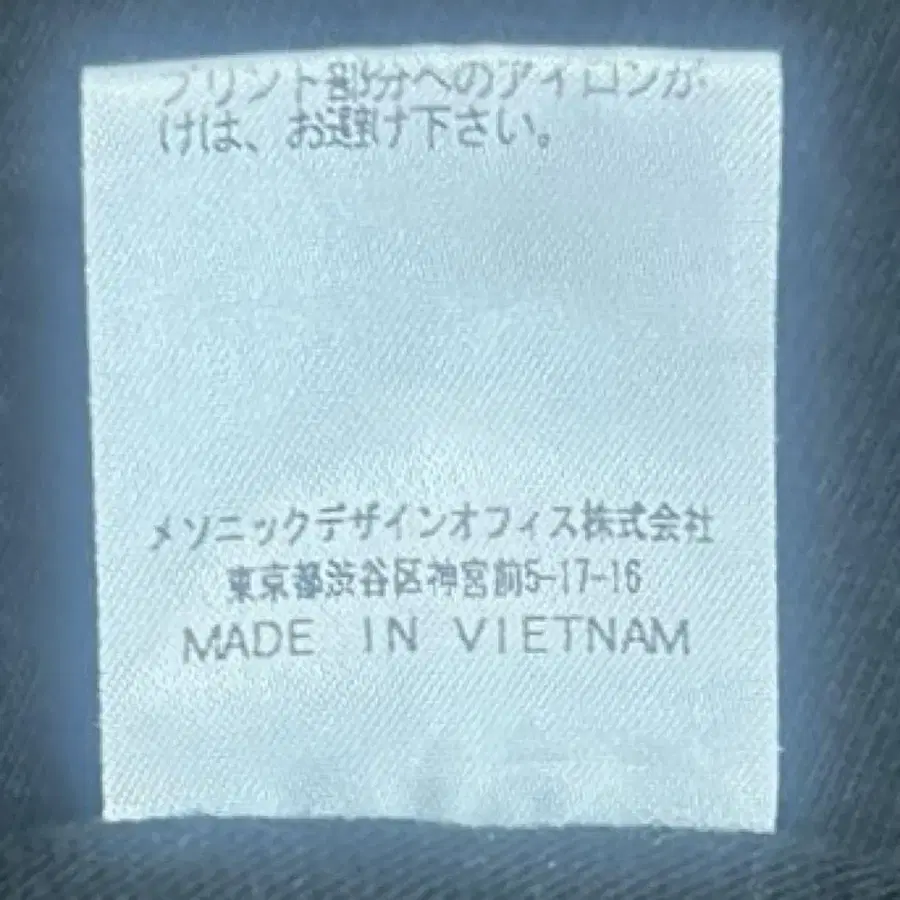 プリント部分へのアイロンが
けは、お避け下さい。
メソニックデザインオフィス株式会社
東京都渋谷区神宮前5-17-16
MADE IN VIETNAM